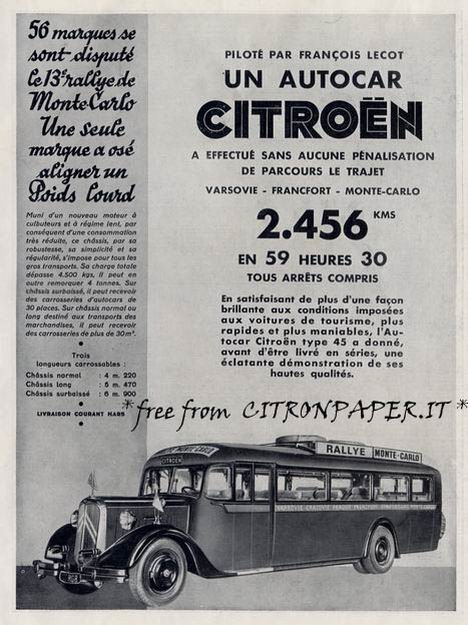 56 marques se
sont disputé
le 13e rallye de
Monte Carlo
Une seule
marque a osé
aligner un
Poids lourd
Muni d'un nouveau moteur à
culbuteurs et à régime lent, par
conséquent d'une consommation
très réduite, ce châssis, par sa
robustesse, sa simplicité et sa
régularité, s'impose pour tous les
gros transports. Sa charge totale
dépasse 4.500 kgs, il peut en
outre remorquer 4 tonnes. Sur
châssis surbaissé, il peut recevoir
des carrosseries d'autocars de
30 places. Sur châssis normal ou
long destiné aux transports des
marchandises, il peut recevoir
des carrosseries de plus de 30m³.
Trois
longueurs carrossables :
Châssis normal : 4 m. 220
Châssis long : 5 m. 470
Châssis surbaissé : 6 m. 900
LIVRAISON COURANT MARS
PILOTÉ PAR FRANÇOIS LECOT
UN AUTOCAR
CITROËN
A EFFECTUÉ SANS AUCUNE PÉNALISATION
DE PARCOURS LE TRAJET
VARSOVIE - FRANCFORT - MONTE-CARLO
2.456 KMS
EN 59 HEURES 30
TOUS ARRÊTS COMPRIS
En satisfaisant de plus d'une façon
brillante aux conditions imposées
aux voitures de tourisme, plus
rapides et plus maniables, l'Au-
tocar Citroën type 45 a donné,
avant d'être livré en séries, une
éclatante démonstration de ses
hautes qualités.
*free from CITRONPAPER.IT*
RALLYE MONTE-CARLO
MONTE CARLO
CITROËN